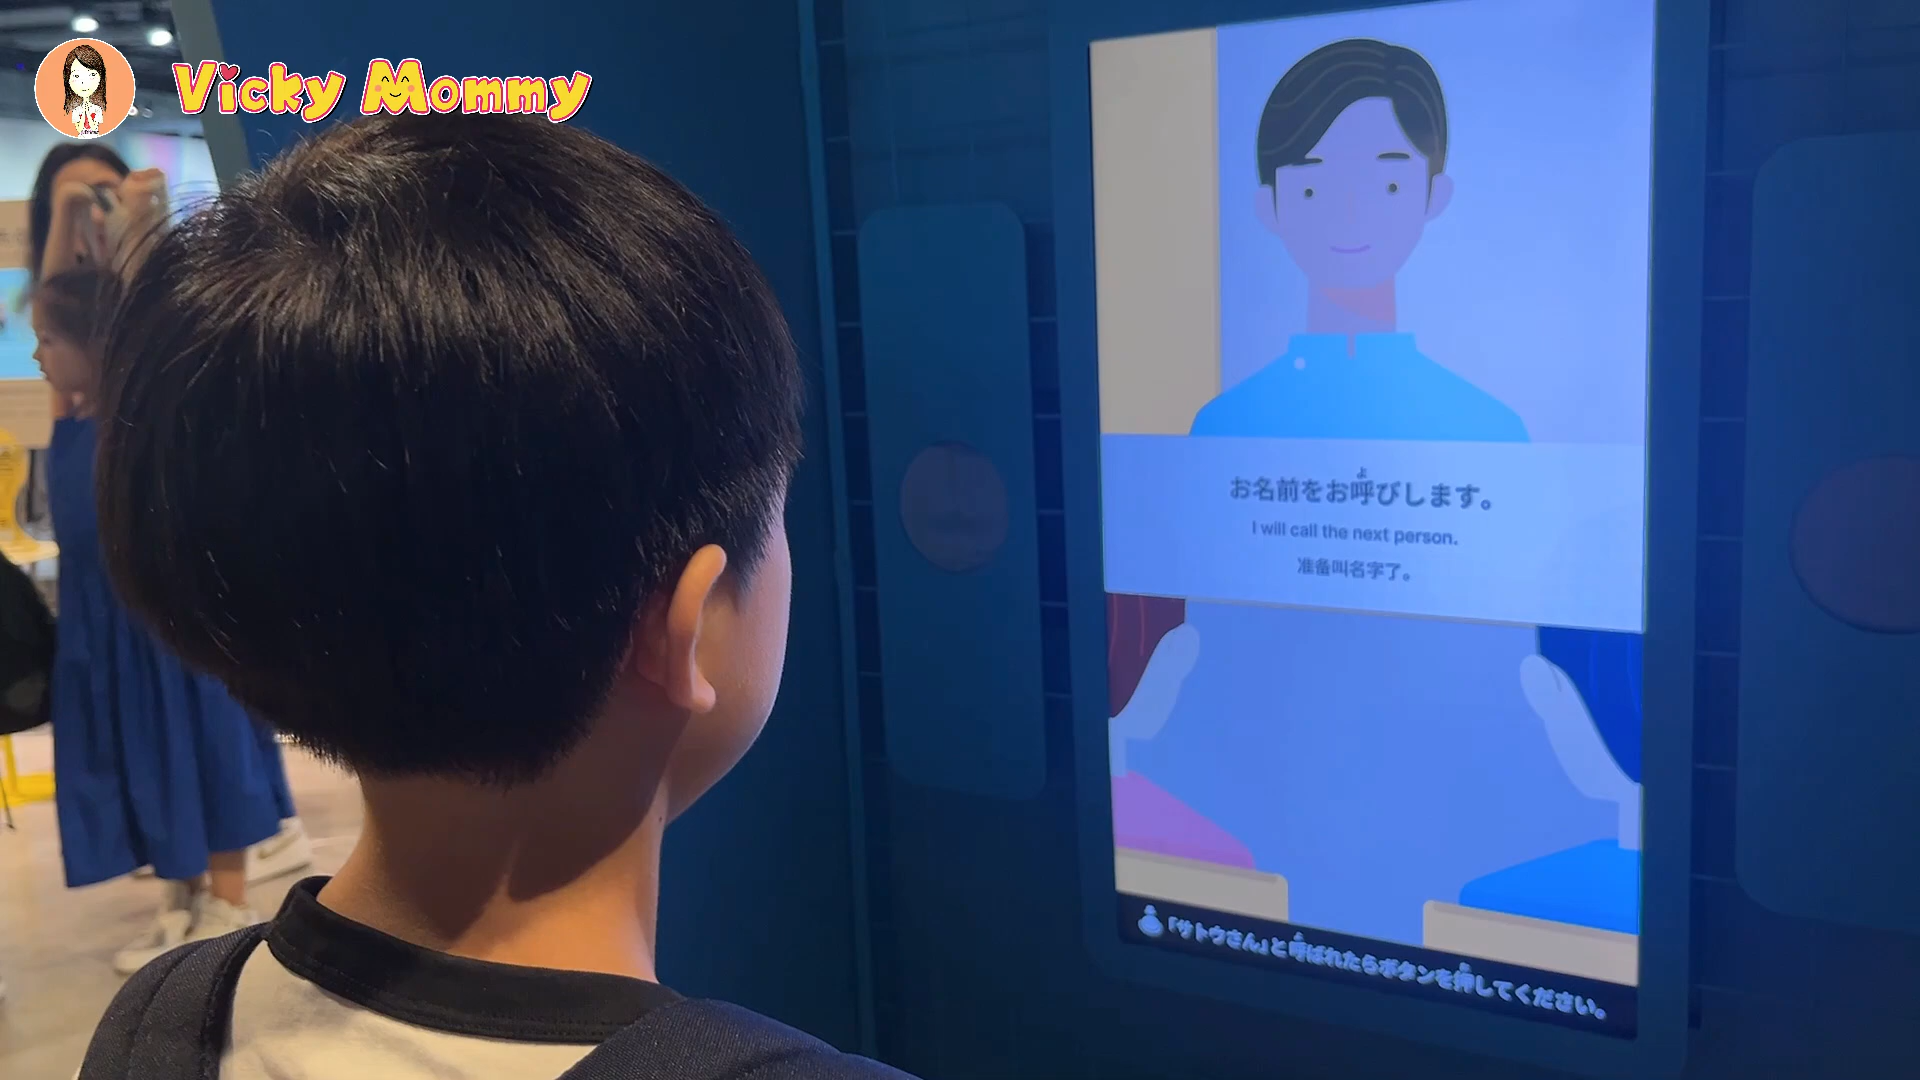 Vicky Mommy
お名前をお呼びします。
I will call the next person.
准备叫名字了。
「サトウさん」と呼ばれたらボタンを押してください。